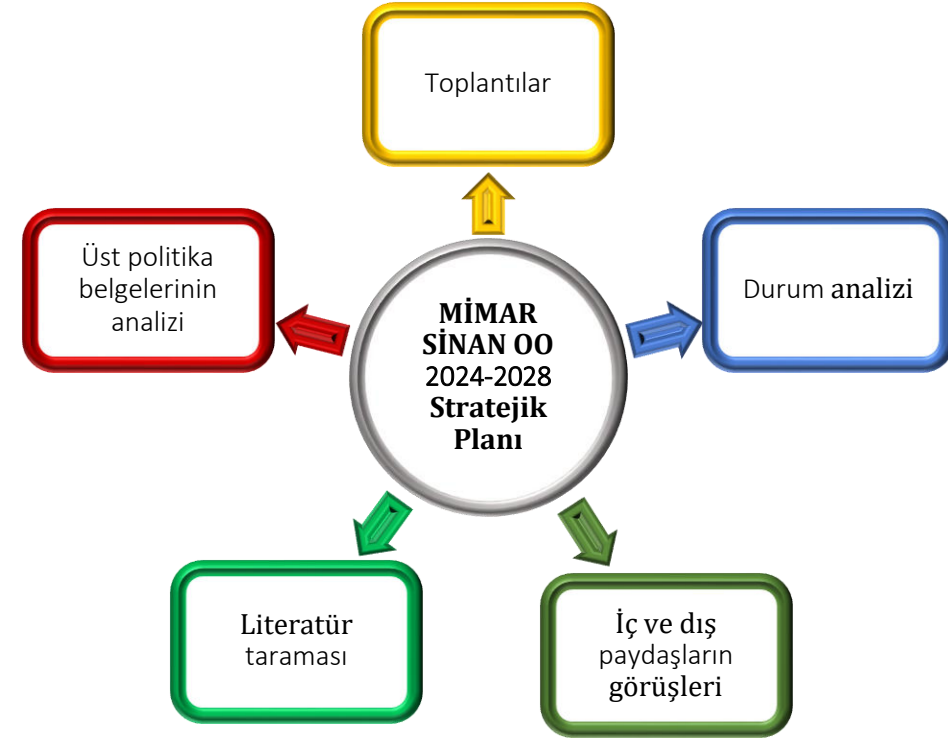 Toplantılar
Üst politika
belgelerinin
analizi
Durum analizi
MİMAR
SİNAN OO
2024-2028
Stratejik
Planı
Literatür
taraması
İç ve dış
paydaşların
görüşleri